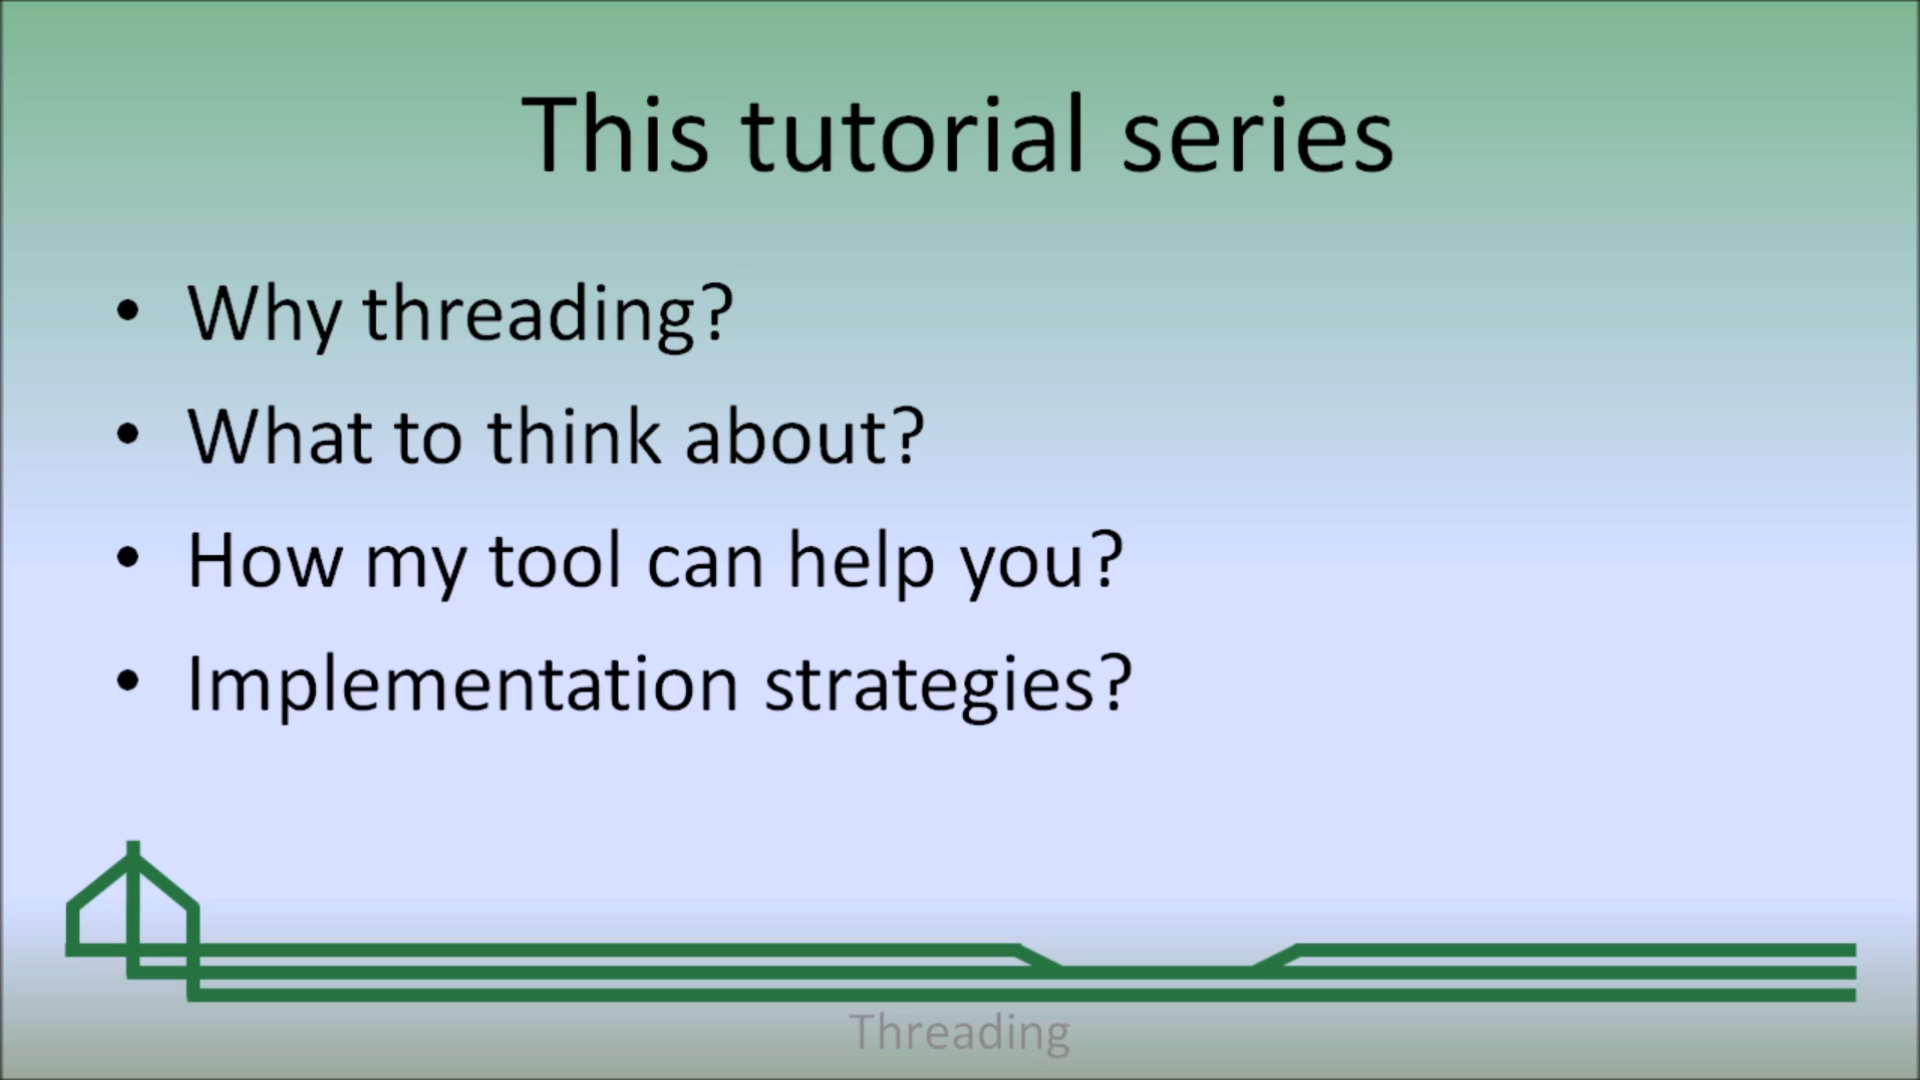 This tutorial series
• Why threading?
• What to think about?
• How my tool can help you?
• Implementation strategies?
Threading